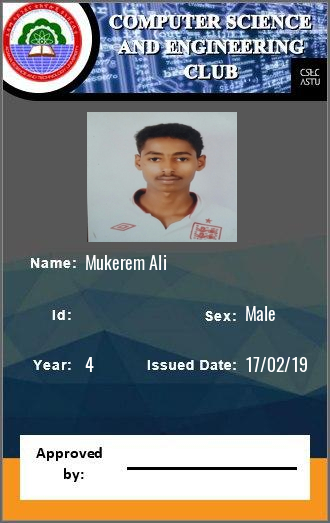 COMPUTER SCIENCE
AND ENGINEERING
CLUB
CSEC
ASTU
Name: Mukerem Ali
Id:
Sex: Male
Year: 4
Issued Date: 17/02/19
Approved
by: